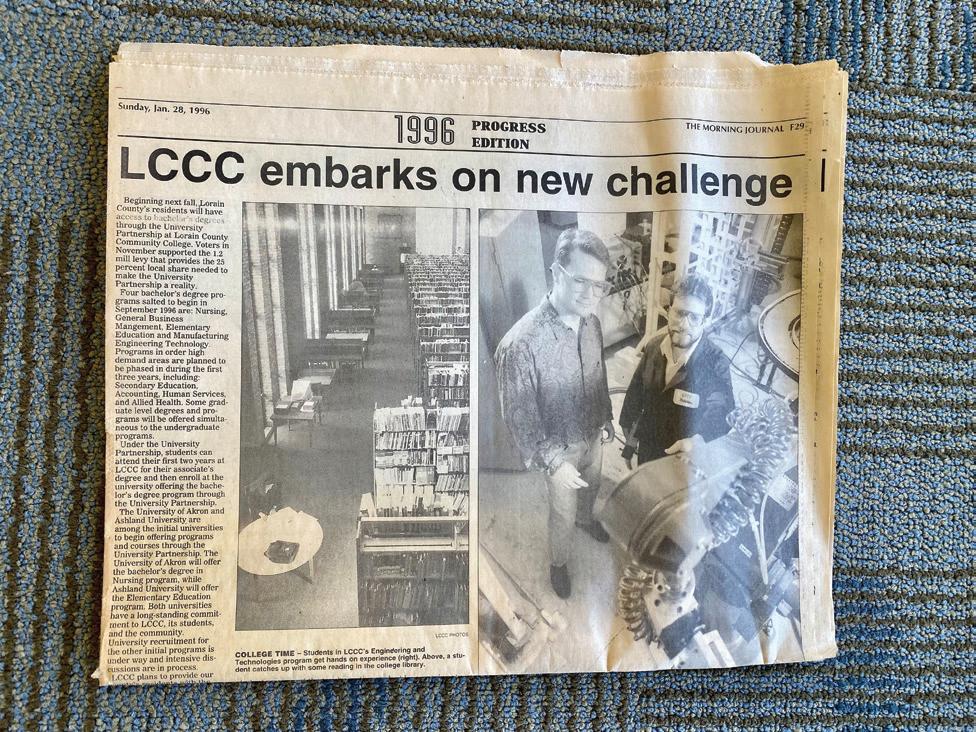 Sunday, Jan. 28, 1996
1996 PROGRESS
EDITION
THE MORNING JOURNAL F29
LCCC embarks on new challenge
Beginning next fall, Lorain
County's residents will have
access to bachelor's degrees
through the University
Partnership at Lorain County
Community College. Voters in
November supported the 1.2
mill levy that provides the 25
percent local share needed to
make the University
Partnership a reality.
Four bachelor's degree pro-
grams salted to begin in
September 1996 are: Nursing,
General Business
Mangement, Elementary
Education and Manufacturing
Engineering Technology.
Programs in order high
demand areas are planned to
be phased in during the first
three years, including:
Secondary Education,
Accounting, Human Services,
and Allied Health. Some grad-
uate level degrees and pro-
grams will be offered simulta-
neous to the undergraduate
programs.
Under the University
Partnership, students can
attend their first two years at
LCCC for their associate's
degree and then enroll at the
university offering the bache-
lor's degree program through
the University Partnership.
The University of Akron and
Ashland University are
among the initial universities
to begin offering programs
and courses through the
University Partnership. The
University of Akron will offer
the bachelor's degree in
Nursing program, while
Ashland University will offer
the Elementary Education
program. Both universities
have a long-standing commit-
ment to LCCC, its students,
and the community.
University recruitment for
the other initial programs is
under way and intensive dis-
cussions are in process.
LCCC plans to provide our
LCCC PHOTOS
COLLEGE TIME – Students in LCCC's Engindering and
Technologies program get hands on experience (right). Above, a stu-
dent catches up with some reading in the college library.